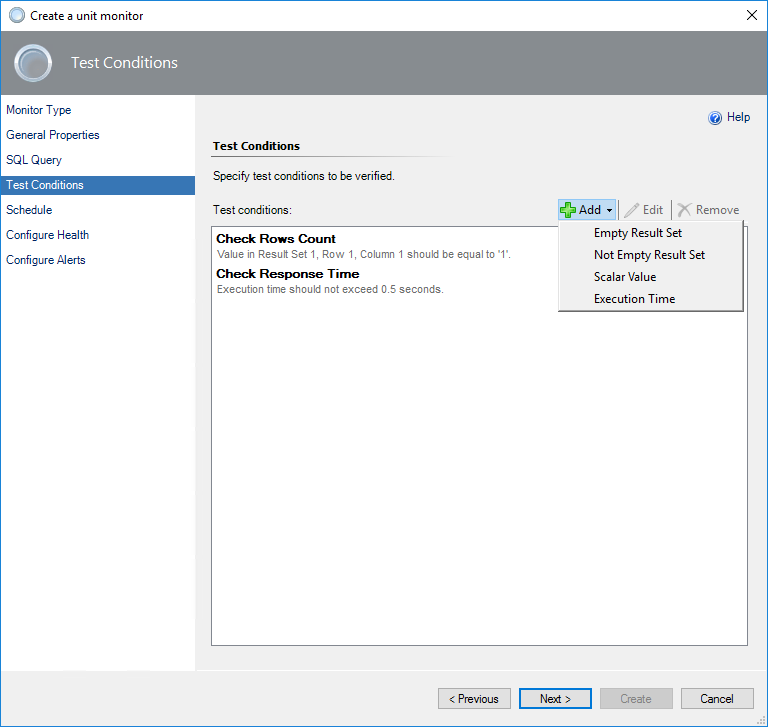 Create a unit monitor
Test Conditions
Monitor Type
General Properties
SQL Query
Test Conditions
Schedule
Configure Health
Configure Alerts
Help
Test Conditions
Specify test conditions to be verified.
Test conditions:
Add
Edit
Remove
Empty Result Set
Not Empty Result Set
Scalar Value
Execution Time
Check Rows Count
Value in Result Set 1, Row 1, Column 1 should be equal to '1'.
Check Response Time
Execution time should not exceed 0.5 seconds.
< Previous
Next >
Create
Cancel